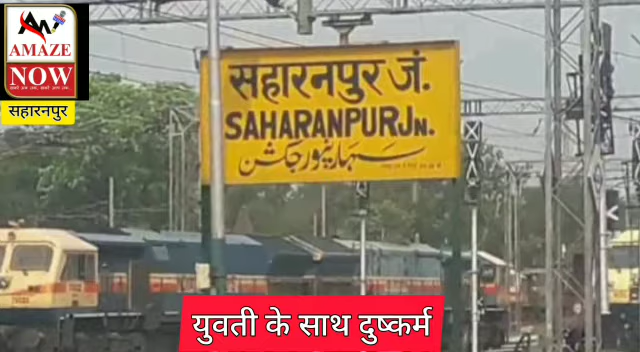 AMAZE
NOW
सहारनपुर
सहारनपुर जं.
SAHARANPUR JN.
سہارنپور جنکشن
युवती के साथ दुष्कर्म